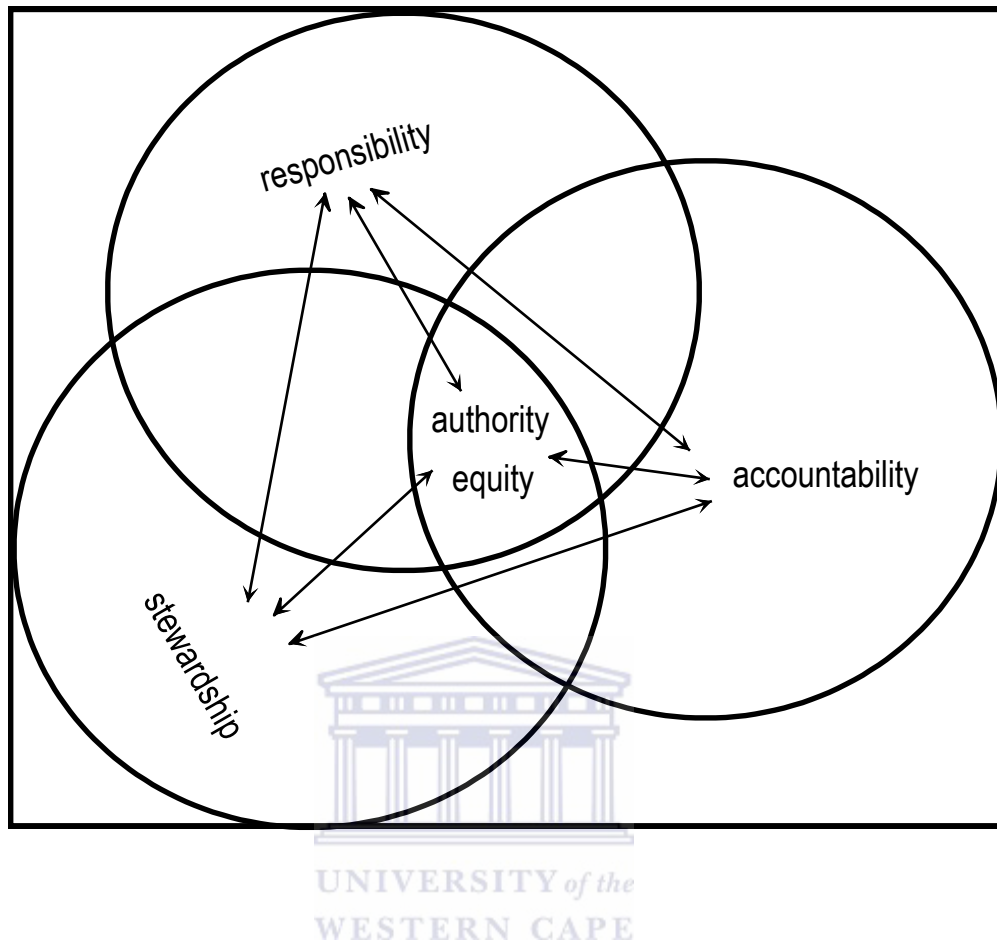 responsibility
authority
equity
accountability
stewardship
UNIVERSITY of the
WESTERN CAPE